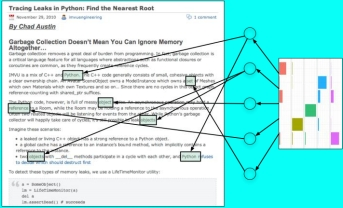 Tracing Leaks in Python: Find the Nearest Root
November 29, 2010 imvuengineering 1 comment
By Chad Austin
Garbage Collection Doesn't Mean You Can Ignore Memory
Altogether...
Garbage collection removes a great deal of burden from programming. In fact, garbage collection is
a critical language feature for all languages where abstractions such as functional closures or
coroutines are common, as they frequently create reference cycles.
IMVU is a mix of C++ and Python. The C++ code generally consists of small, cohesive objects with
a clear ownership chain. An Avatar SceneObject owns a ModelInstance which owns a set of Meshes
which own Materials which own Textures and so on... Since there are no cycles in this object graph,
reference counting with shared_ptr suffices.
The Python code, however, is full of messy object
reference to a Room, while the Room may be holding a reference to the
collector will happily take care of cycles,
Imagine these scenarios:
a leaked or living C++ object has a strong reference to a Python object.
a global cache has a reference to an instance's bound method, which implicitly contains a
reference to the instance.
two objects with __del__ methods participate in a cycle with each other, and Python refuses
to decide which should destruct first
To detect these types of memory leaks, we use a LifeTimeMonitor utility:
a = SomeObject()
lm = LifeTimeMonitor(a)
del a
lm.assertDead() # succeeds